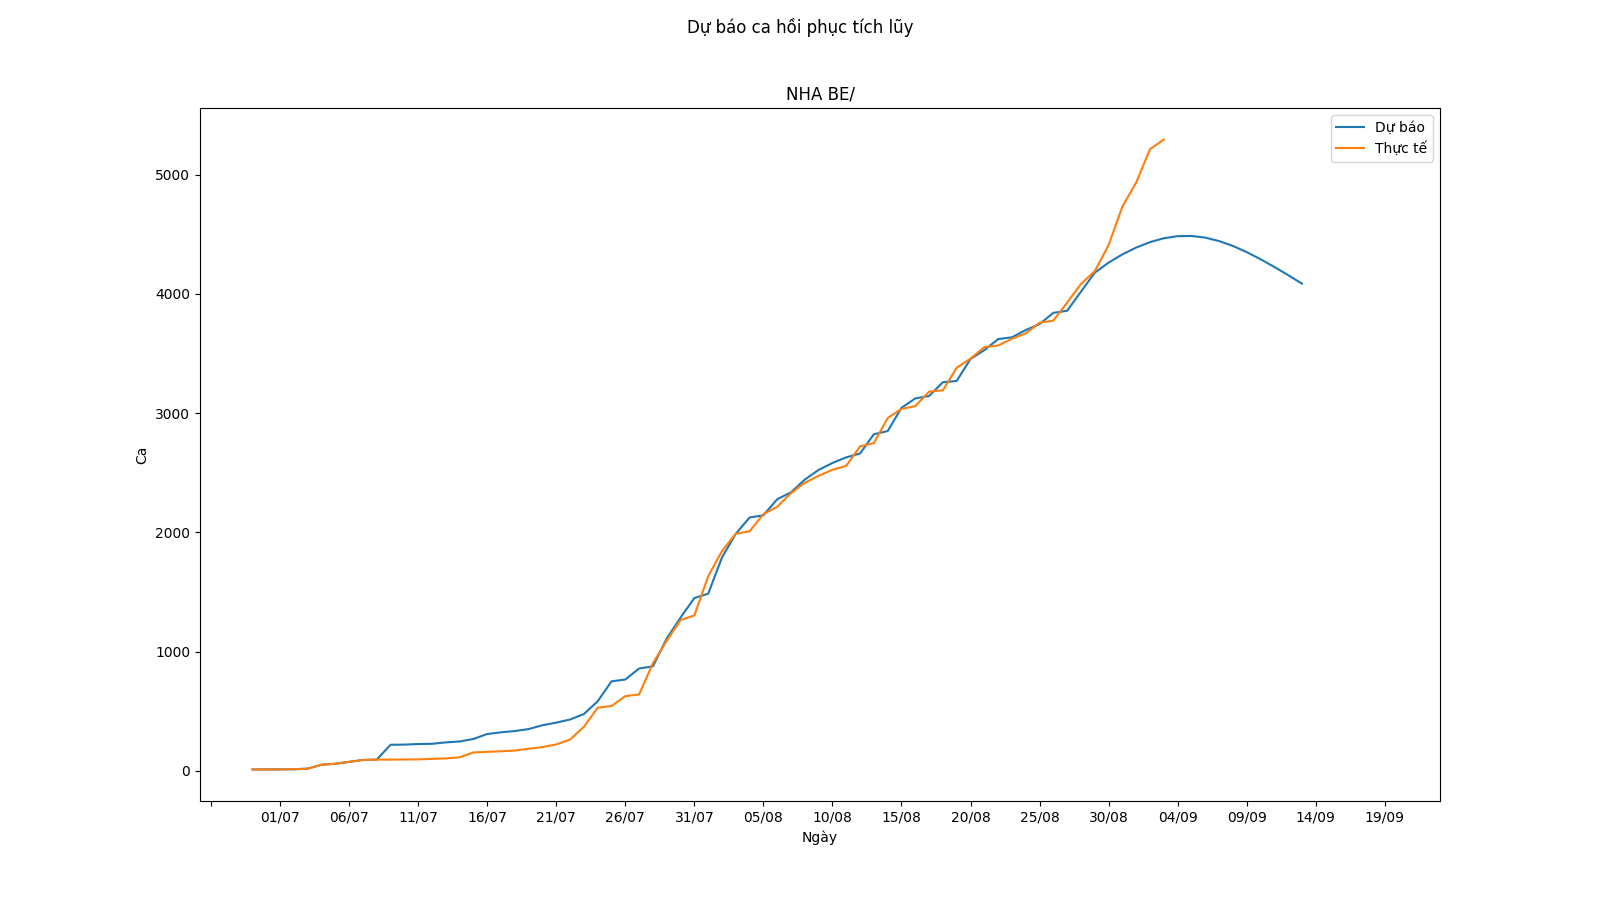 Dự báo ca hồi phục tích lũy
NHA BE/
Dự báo
Thực tế
5000
4000
3000
2000
1000
0
Ca
01/07 06/07 11/07 16/07 21/07 26/07 31/07 05/08 10/08 15/08 20/08 25/08 30/08 04/09 09/09 14/09 19/09
Ngày